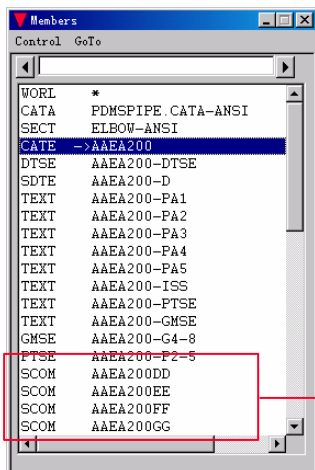 Members
Control GoTo
WORL *
CATA PDMSPIPE.CATA-ANSI
SECT ELBOW-ANSI
CATE ->AAEA200
DTSE AAEA200-DTSE
SDTE AAEA200-D
TEXT AAEA200-PA1
TEXT AAEA200-PA2
TEXT AAEA200-PA3
TEXT AAEA200-PA4
TEXT AAEA200-PA5
TEXT AAEA200-ISS
TEXT AAEA200-PTSE
TEXT AAEA200-GMSE
GMSE AAEA200-G4-8
PTSE AAEA200-P2-5
SCOM AAEA200DD
SCOM AAEA200EE
SCOM AAEA200FF
SCOM AAEA200GG